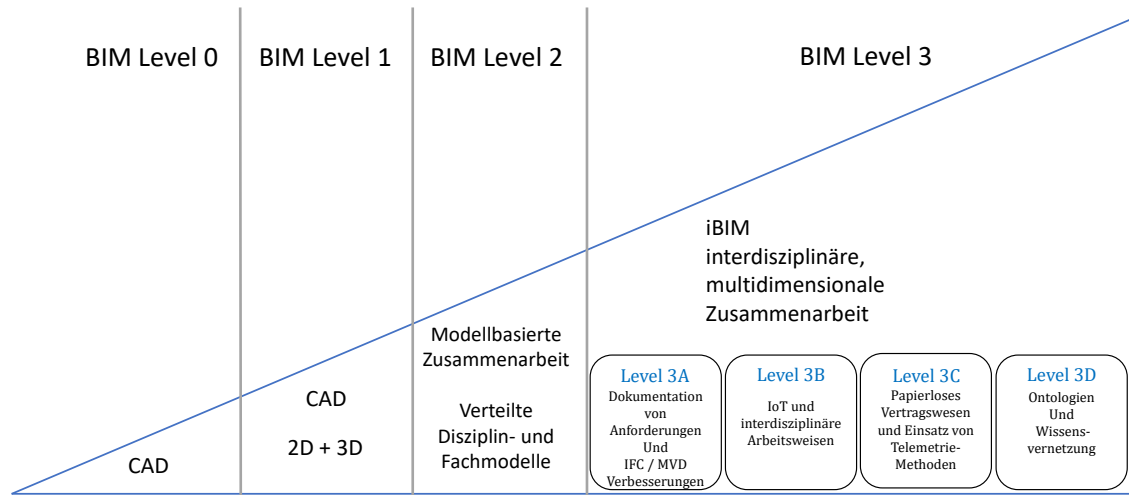 BIM Level 0
BIM Level 1
BIM Level 2
BIM Level 3
CAD
CAD
2D + 3D
Modellbasierte
Zusammenarbeit
Verteilte
Disziplin- und
Fachmodelle
iBIM
interdisziplinäre,
multidimensionale
Zusammenarbeit
Level 3A
Dokumentation
von
Anforderungen
Und
IFC / MVD
Verbesserungen
Level 3B
IoT und
interdisziplinäre
Arbeitsweisen
Level 3C
Papierloses
Vertragswesen
und Einsatz von
Telemetrie-
Methoden
Level 3D
Ontologien
Und
Wissens-
vernetzung